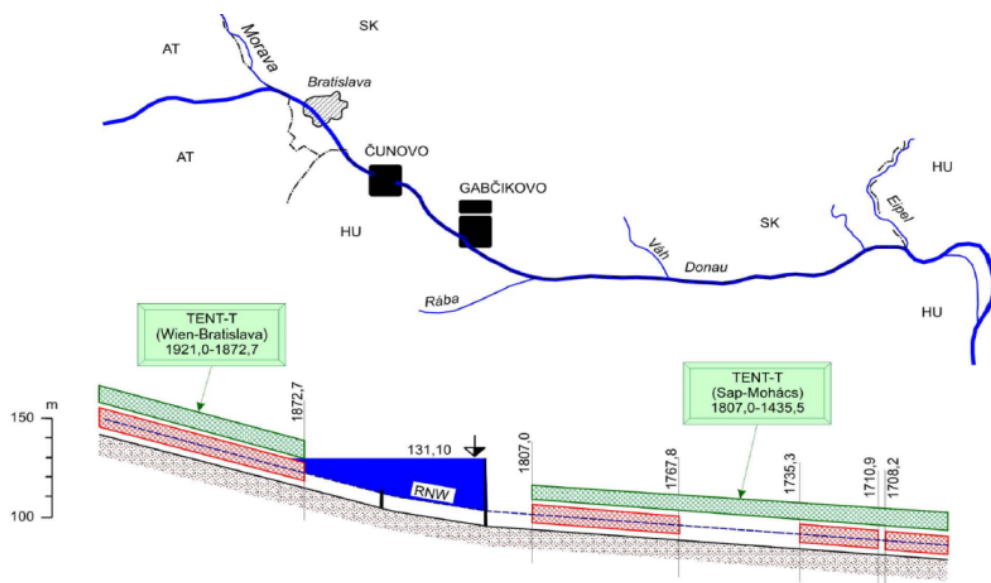 SK
AT
Morava
Bratislava
AT
ČUNOVO
HU
Eipel
GABČIKOVO
HU
SK
Váh
Donau
Rába
HU
TENT-T
(Wien-Bratislava)
1921,0-1872,7
TENT-T
(Sap-Mohács)
1807,0-1435,5
m
150
100
1872,7
131,10
RNW
1807,0
1767,8
1735,3
1710,9
1708,2